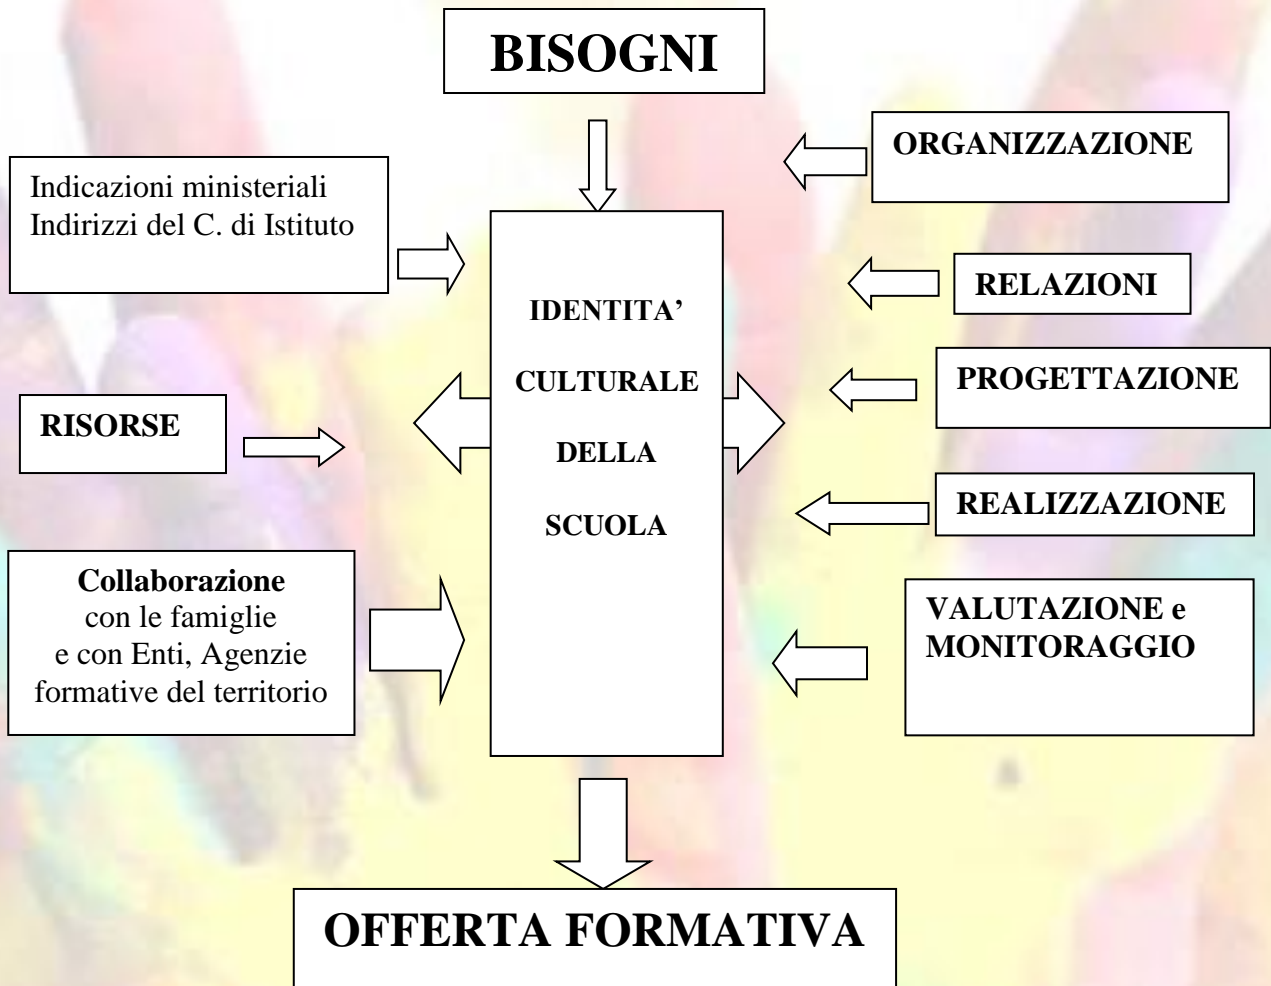 BISOGNI
ORGANIZZAZIONE
Indicazioni ministeriali
Indirizzi del C. di Istituto
RELAZIONI
IDENTITA’
CULTURALE
DELLA
SCUOLA
PROGETTAZIONE
RISORSE
REALIZZAZIONE
Collaborazione
con le famiglie
e con Enti, Agenzie
formative del territorio
VALUTAZIONE e
MONITORAGGIO
OFFERTA FORMATIVA